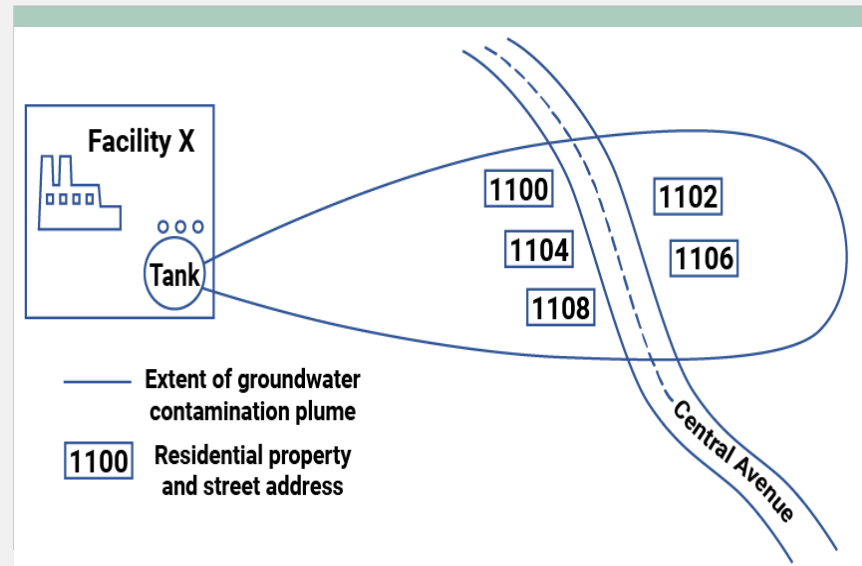 Facility X
Tank
1100
1102
1104
1106
1108
Extent of groundwater
contamination plume
1100
Residential property
and street address
Central Avenue